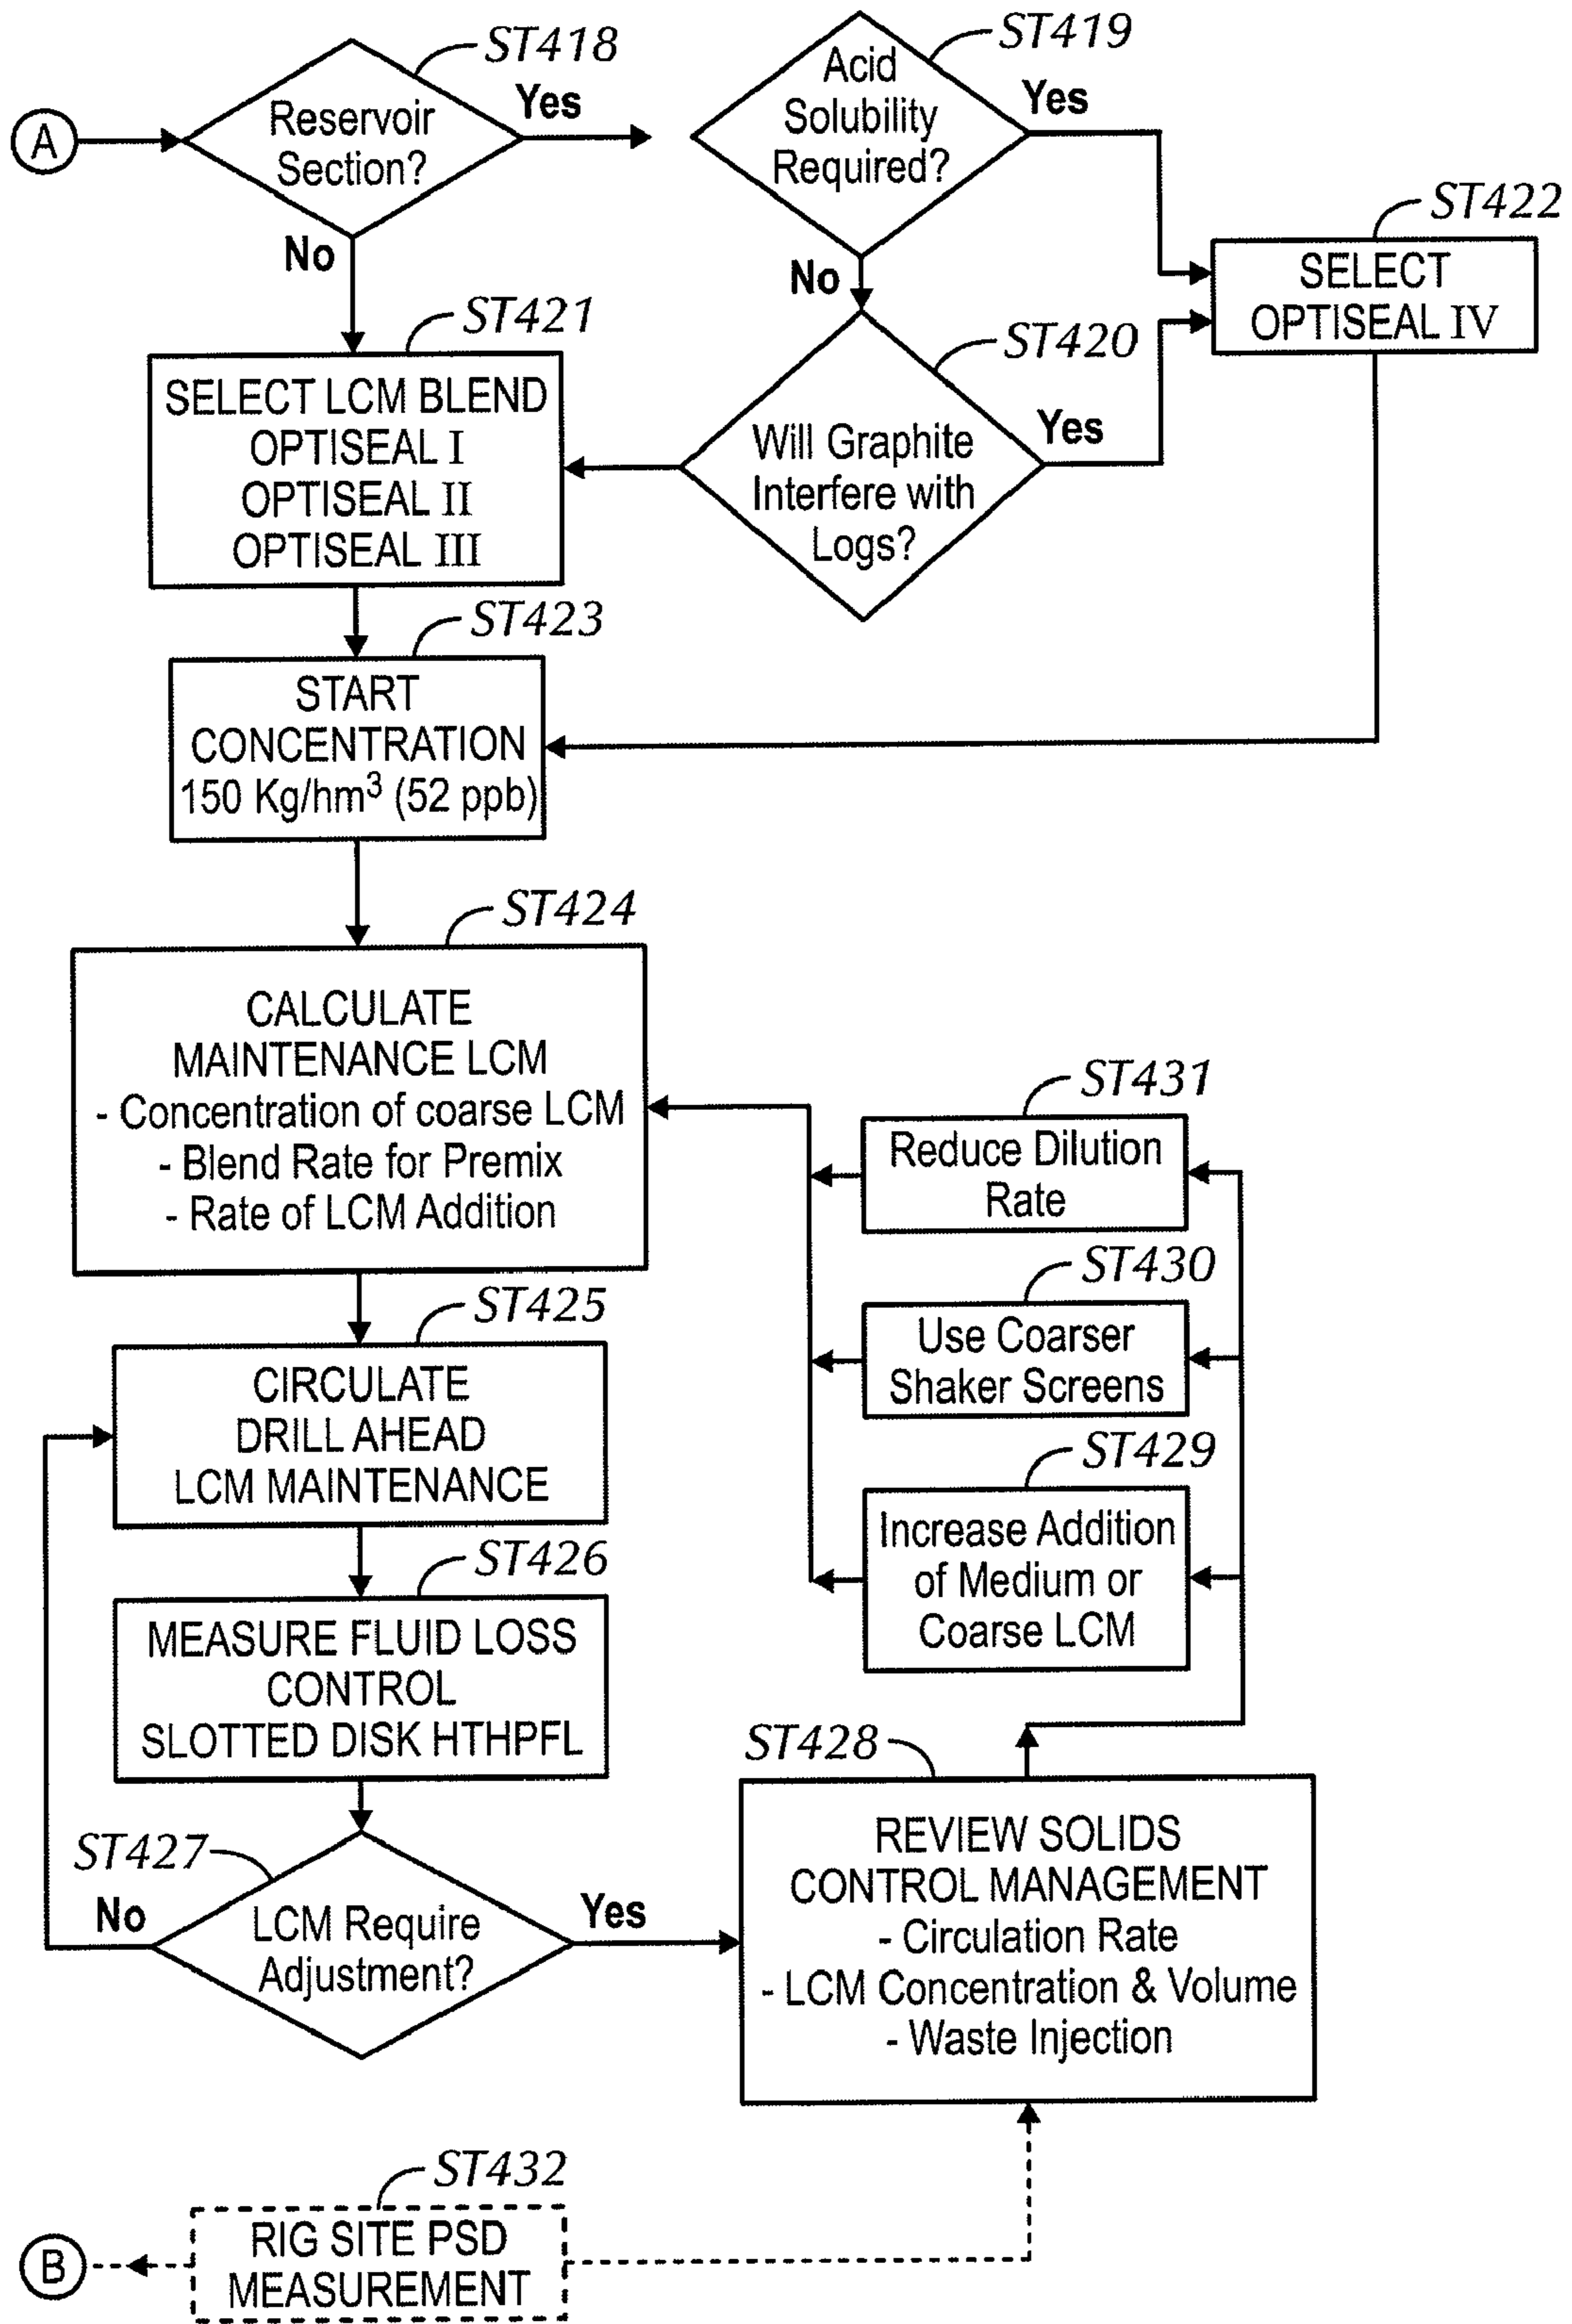 ST418
A
Reservoir
Section?
Yes
No
ST419
Acid
Solubility
Required?
Yes
No
ST422
SELECT
OPTISEAL IV
ST421
SELECT LCM BLEND
OPTISEAL I
OPTISEAL II
OPTISEAL III
ST420
Will Graphite
Interfere with
Logs?
Yes
ST423
START
CONCENTRATION
150 Kg/hm³ (52 ppb)
ST424
CALCULATE
MAINTENANCE LCM
- Concentration of coarse LCM
- Blend Rate for Premix
- Rate of LCM Addition
ST431
Reduce Dilution
Rate
ST430
Use Coarser
Shaker Screens
ST429
Increase Addition
of Medium or
Coarse LCM
ST425
CIRCULATE
DRILL AHEAD
LCM MAINTENANCE
ST426
MEASURE FLUID LOSS
CONTROL
SLOTTED DISK HTHPFL
ST427
LCM Require
Adjustment?
No
Yes
ST428
REVIEW SOLIDS
CONTROL MANAGEMENT
- Circulation Rate
- LCM Concentration & Volume
- Waste Injection
ST432
RIG SITE PSD
MEASUREMENT
B